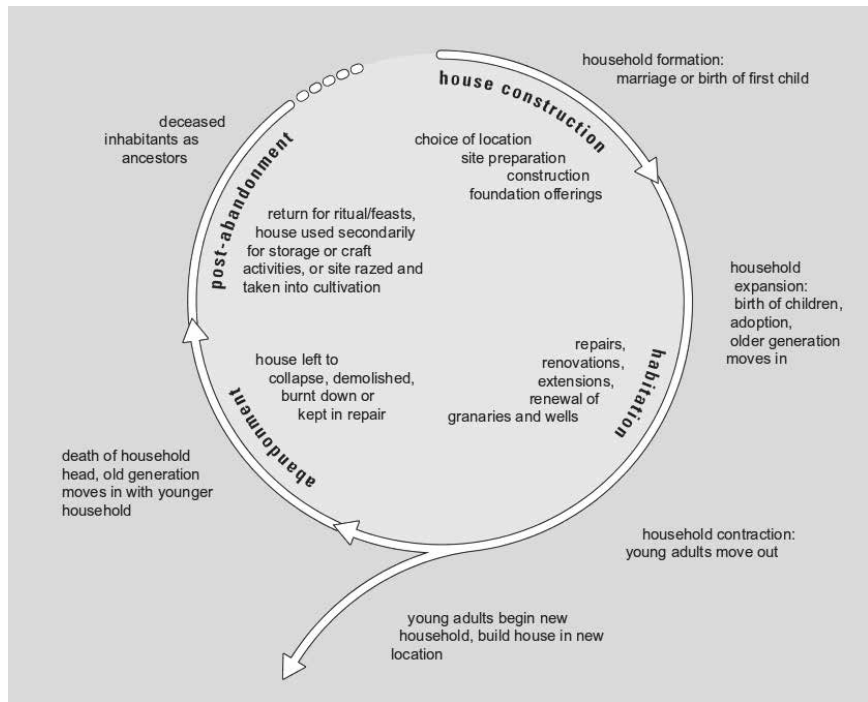 household formation:
marriage or birth of first child
house construction
choice of location
site preparation
construction
foundation offerings
household
expansion:
birth of children,
adoption,
older generation
moves in
habitation
repairs,
renovations,
extensions,
renewal of
granaries and wells
household contraction:
young adults move out
young adults begin new
household, build house in new
location
abandonment
house left to
collapse, demolished,
burnt down or
kept in repair
death of household
head, old generation
moves in with younger
household
post-abandonment
return for ritual/feasts,
house used secondarily
for storage or craft
activities, or site razed and
taken into cultivation
deceased
inhabitants as
ancestors